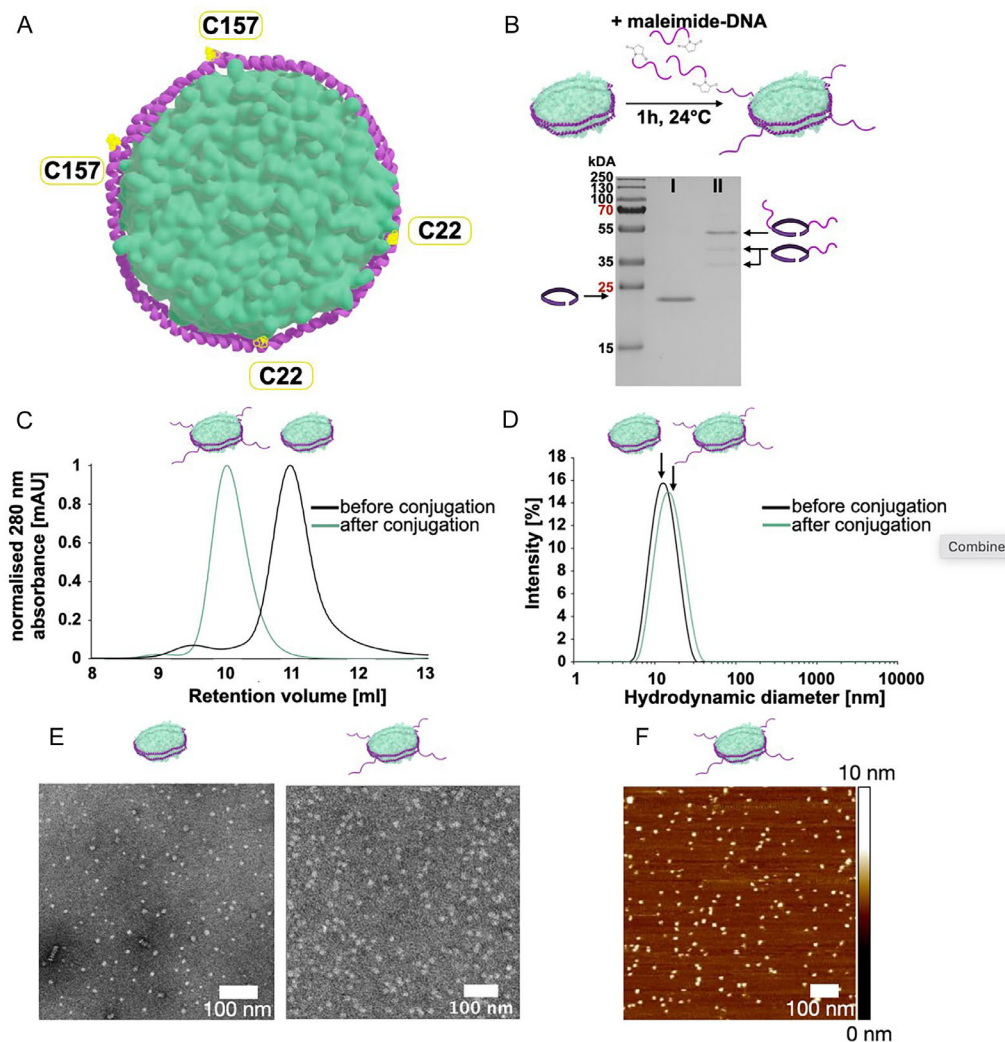 A
C157
C157
C22
C22
B
+ maleimide-DNA
1h, 24°C
kDA
250
130
100
70
55
35
25
15
I
II
C
normalised 280 nm
absorbance [mAU]
1
0.8
0.6
0.4
0.2
0
8
9
10
11
12
13
Retention volume [ml]
before conjugation
after conjugation
D
Intensity [%]
18
16
14
12
10
8
6
4
2
0
1
10
100
1000
10000
Hydrodynamic diameter [nm]
before conjugation
after conjugation
Combine
E
100 nm
100 nm
F
100 nm
10 nm
0 nm